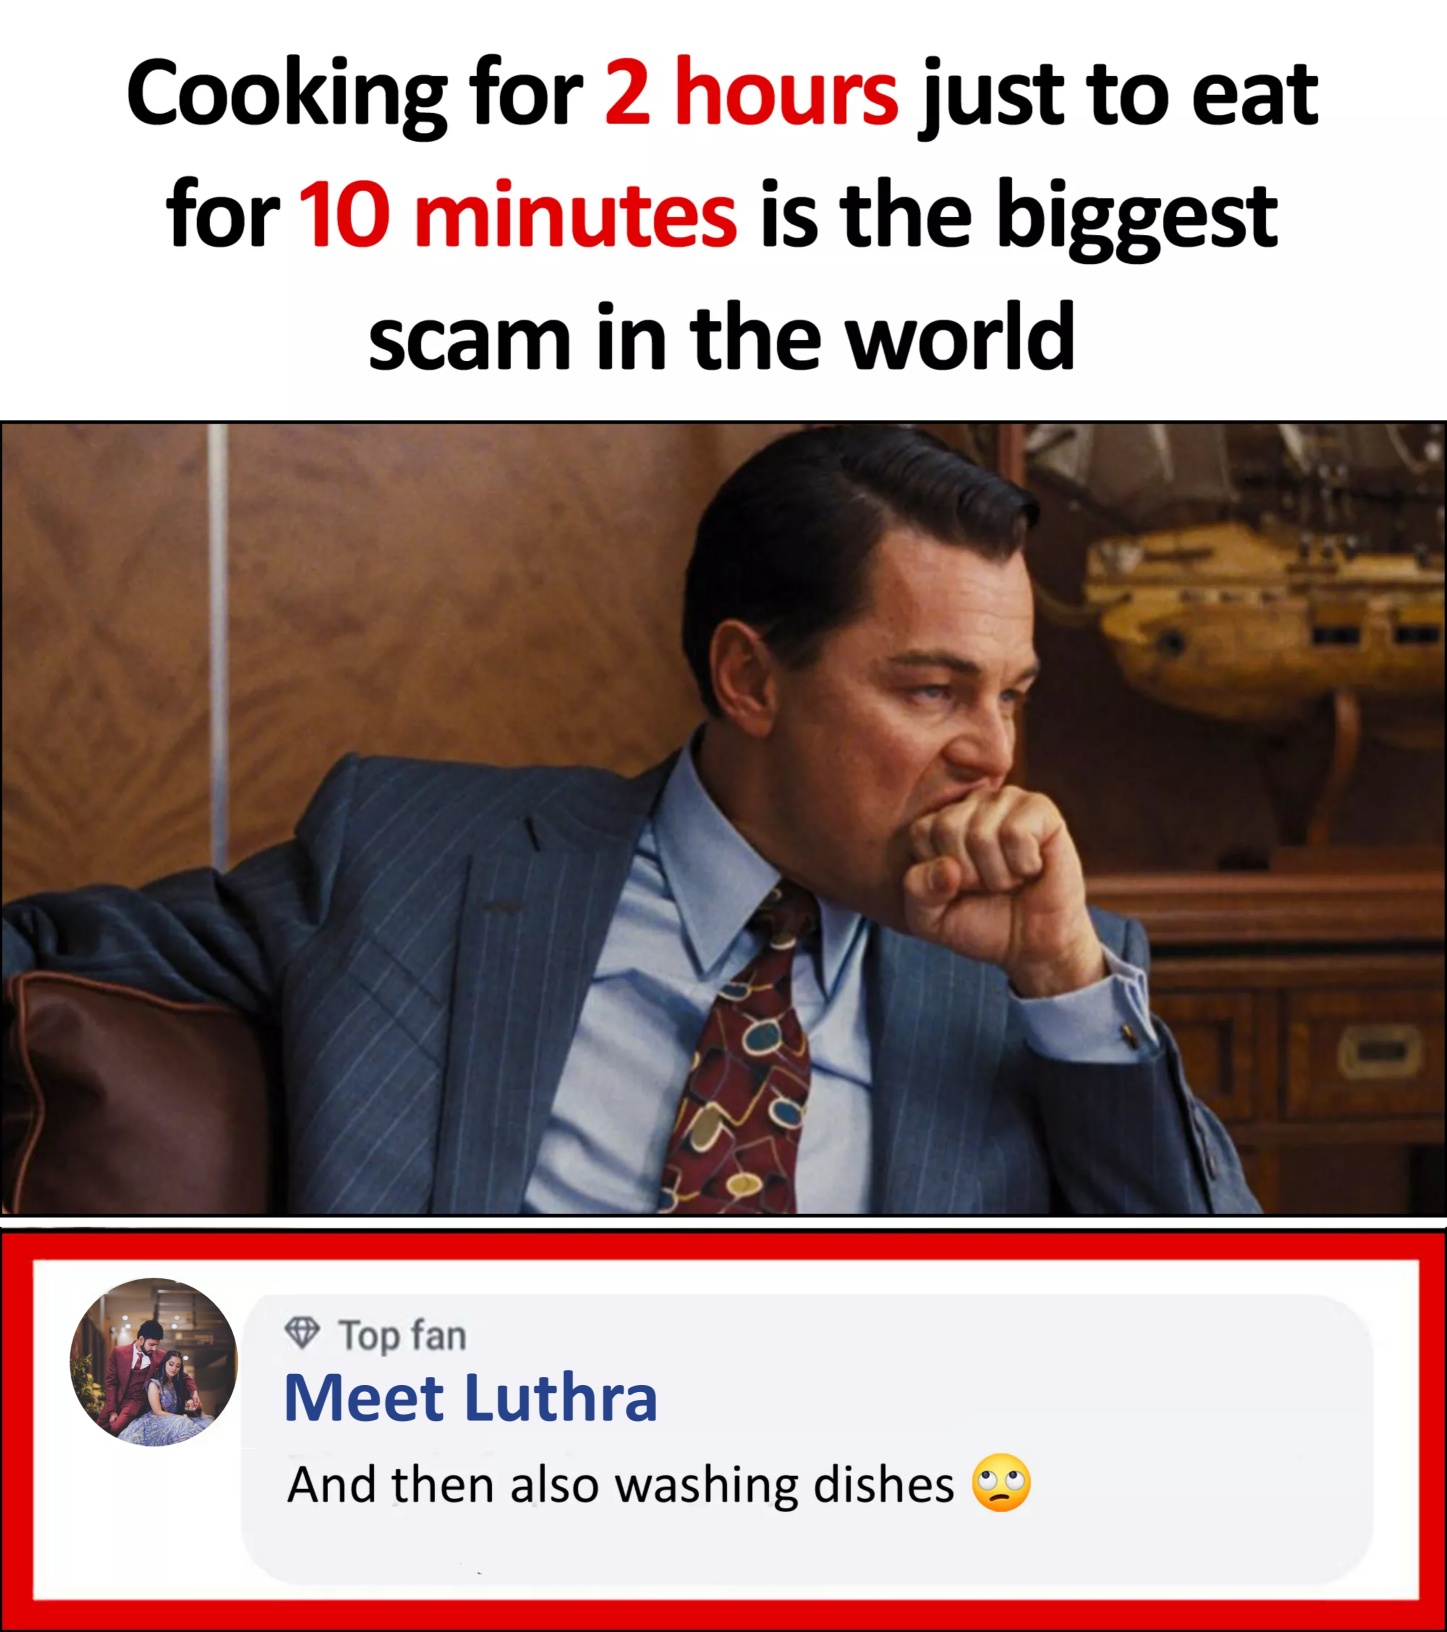 Cooking for 2 hours just to eat
for 10 minutes is the biggest
scam in the world
Top fan
Meet Luthra
And then also washing dishes 🙄